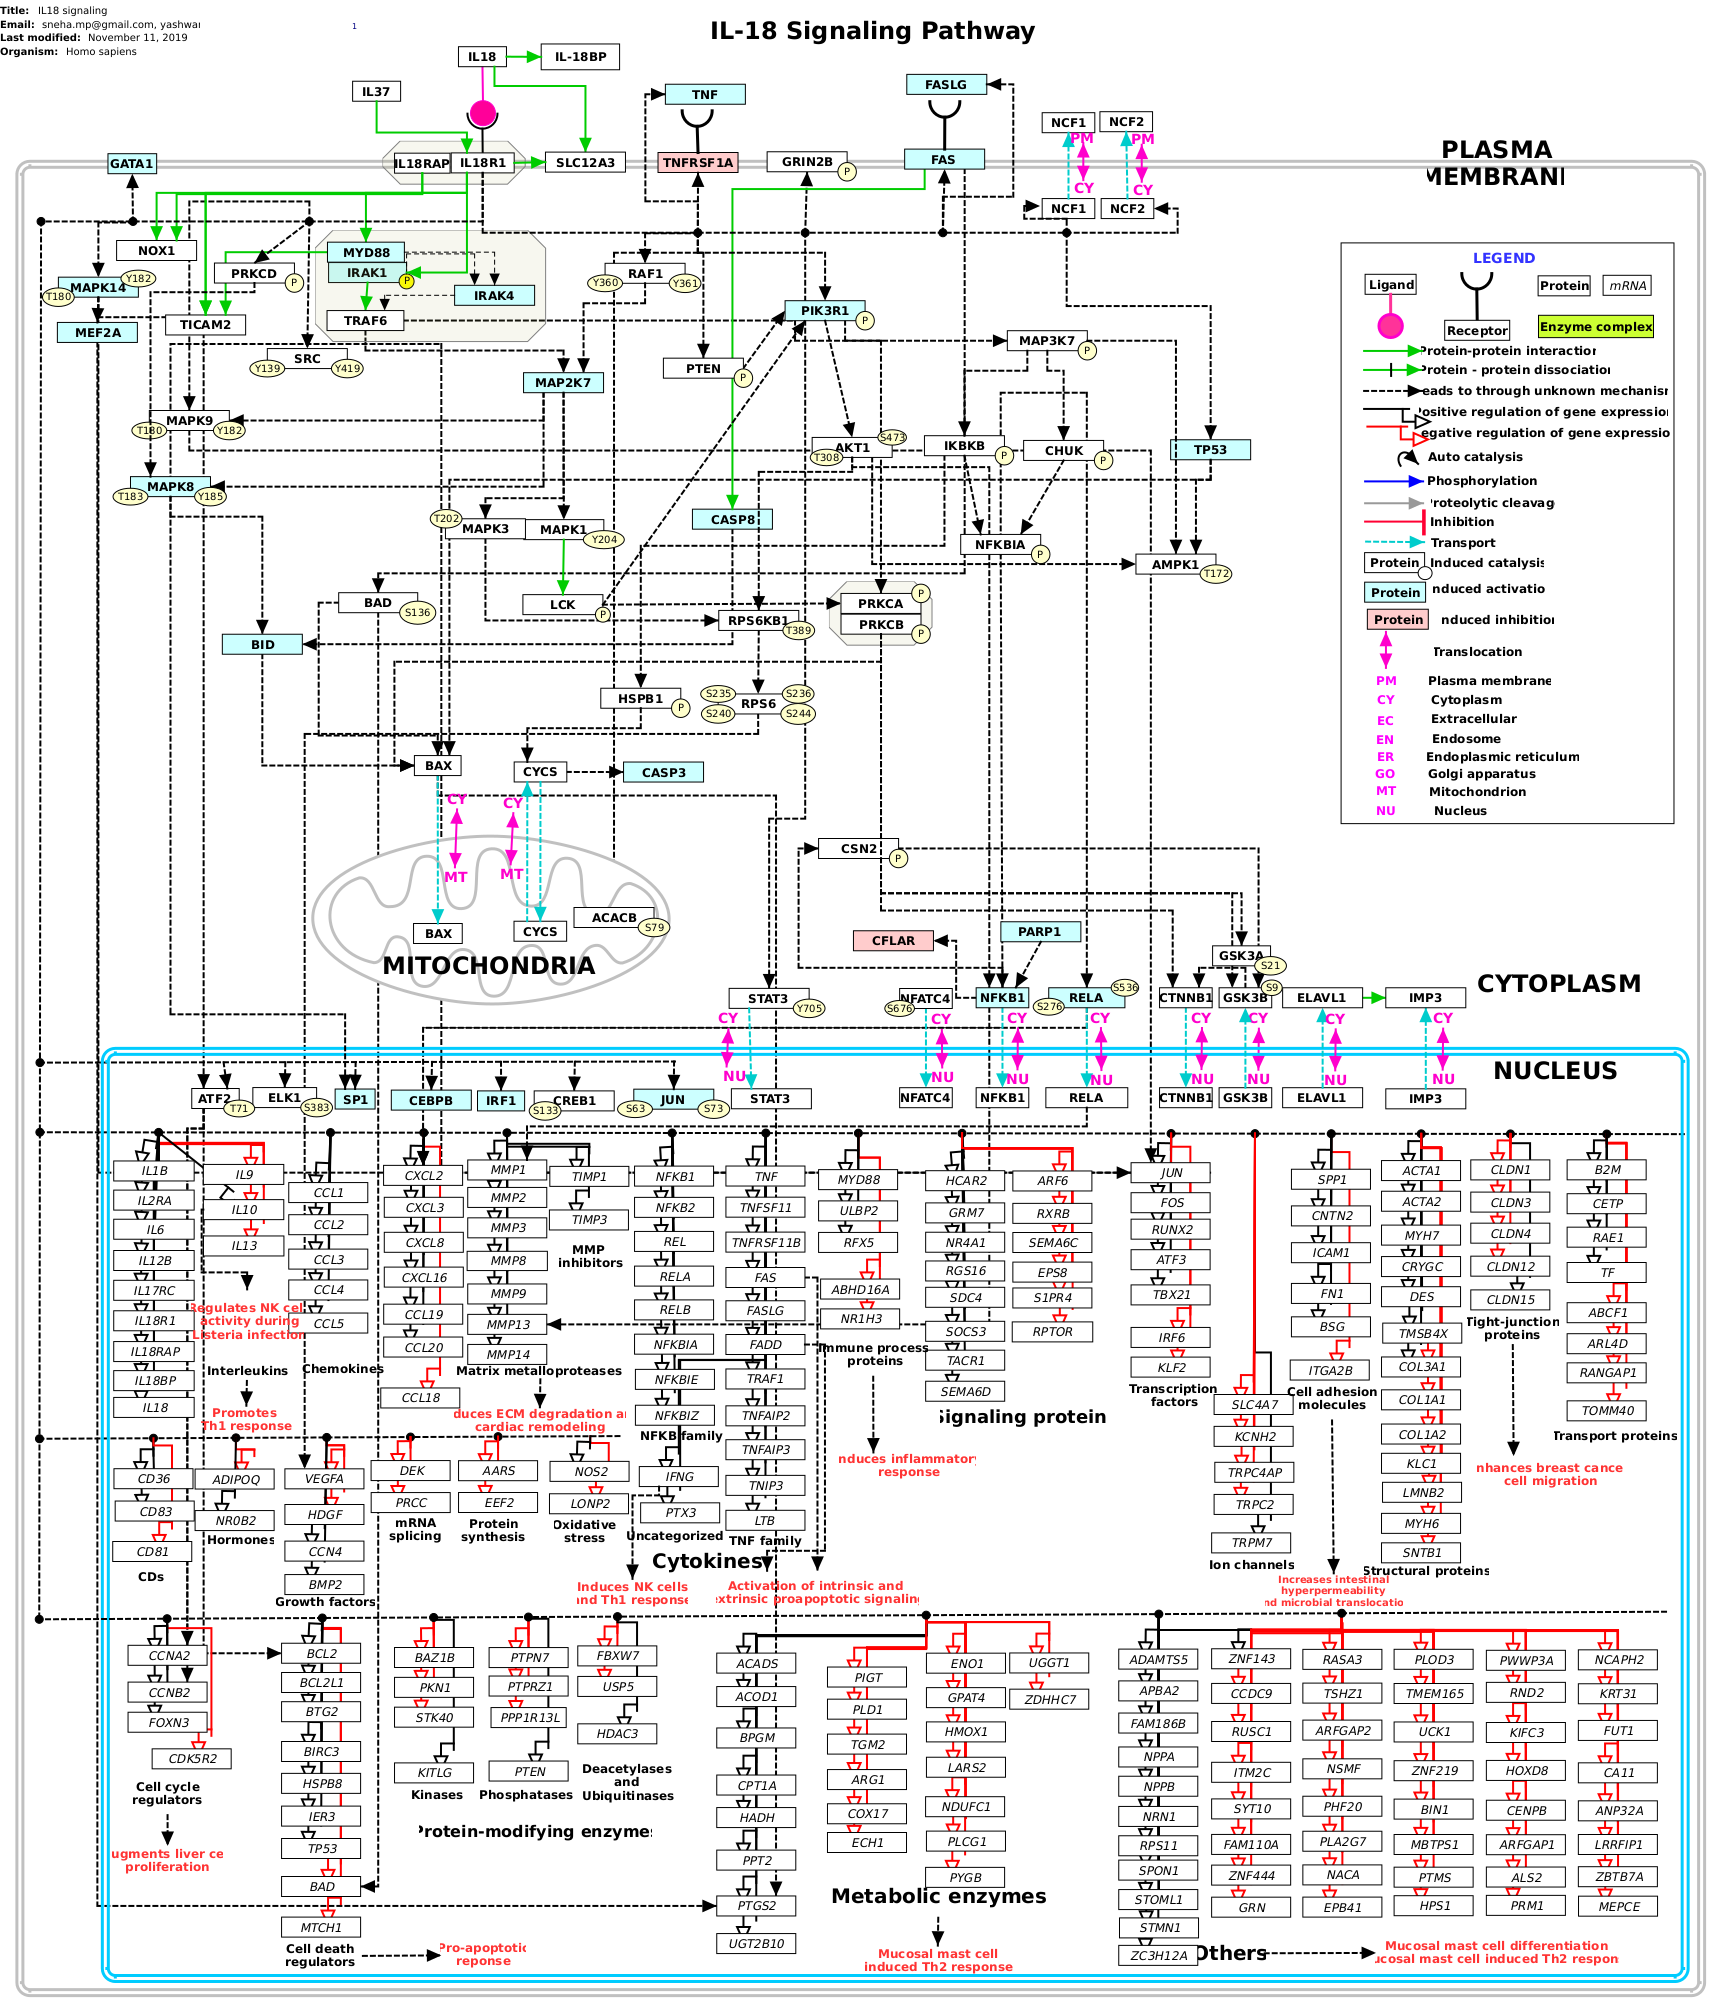 Title: IL18 signaling
Email: sneha.mp@gmail.com, yashwar
Last modified: November 11, 2019
Organism: Homo sapiens
1
IL-18 Signaling Pathway
IL18
IL-18BP
IL37
TNF
FASLG
NCF1
NCF2
PM
PM
PLASMA
MEMBRANE
GATA1
IL18RAP
IL18R1
SLC12A3
TNFRSF1A
GRIN2B
P
FAS
CY
CY
NCF1
NCF2
NOX1
MYD88
IRAK1
P
IRAK4
TRAF6
PRKCD
P
MAPK14
Y182
T180
MEF2A
TICAM2
SRC
Y139
Y419
RAF1
Y360
Y361
PIK3R1
P
PTEN
P
MAP2K7
MAP3K7
P
MAPK9
T180
Y182
MAPK8
T183
Y185
AKT1
S473
T308
IKBKB
P
CHUK
P
TP53
T202
MAPK3
MAPK1
Y204
CASP8
NFKBIA
P
AMPK1
T172
BAD
S136
LCK
P
RPS6KB1
T389
PRKCA
P
PRKCB
P
BID
HSPB1
P
S235
S236
RPS6
S240
S244
BAX
CYCS
CASP3
CY
CY
MT
MT
CSN2
P
BAX
CYCS
ACACB
S79
MITOCHONDRIA
CFLAR
PARP1
GSK3A
S21
CYTOPLASM
STAT3
Y705
NFATC4
S676
NFKB1
RELA
S276
S536
CTNNB1
GSK3B
S9
ELAVL1
IMP3
CY
CY
CY
CY
CY
CY
CY
CY
NU
NU
NU
NU
NU
NU
NU
NU
NUCLEUS
LEGEND
Ligand
Receptor
Protein
mRNA
Enzyme complex
Protein-protein interaction
Protein - protein dissociation
eads to through unknown mechanism
ositive regulation of gene expression
egative regulation of gene expressio
Auto catalysis
Phosphorylation
roteolytic cleavag
Inhibition
Transport
Protein
Induced catalysis
Protein
nduced activatio
Protein
nduced inhibition
Translocation
PM
Plasma membrane
CY
Cytoplasm
EC
Extracellular
EN
Endosome
ER
Endoplasmic reticulum
GO
Golgi apparatus
MT
Mitochondrion
NU
Nucleus
ATF2
T71
ELK1
S383
SP1
CEBPB
IRF1
CREB1
S133
JUN
S63
S73
STAT3
NFATC4
NFKB1
RELA
CTNNB1
GSK3B
ELAVL1
IMP3
IL1B
IL2RA
IL6
IL12B
IL17RC
IL18R1
IL18RAP
IL18BP
IL18
IL9
IL10
IL13
egulates NK cel
activity during
Listeria infection
Interleukins
Promotes
Th1 response
CCL1
CCL2
CCL3
CCL4
CCL5
Chemokines
CXCL2
CXCL3
CXCL8
CXCL16
CCL19
CCL20
CCL18
MMP1
MMP2
MMP3
MMP8
MMP9
MMP13
MMP14
Matrix metalloproteases
duces ECM degradation an
cardiac remodeling
TIMP1
TIMP3
MMP
inhibitors
NFKB1
NFKB2
REL
RELA
RELB
NFKBIA
NFKBIE
NFKBIZ
NFKB family
TNF
TNFSF11
TNFRSF11B
FAS
FASLG
FADD
TRAF1
TNFAIP2
TNFAIP3
TNIP3
LTB
TNF family
MYD88
ULBP2
RFX5
ABHD16A
NR1H3
mmune process
proteins
nduces inflammatory
response
HCAR2
GRM7
NR4A1
RGS16
SDC4
SOCS3
TACR1
SEMA6D
ARF6
RXRB
SEMA6C
EPS8
S1PR4
RPTOR
Signaling protein
JUN
FOS
RUNX2
ATF3
TBX21
IRF6
KLF2
Transcription
factors
SLC4A7
KCNH2
TRPC4AP
TRPC2
TRPM7
Ion channels
SPP1
CNTN2
ICAM1
FN1
BSG
ITGA2B
Cell adhesion
molecules
Increases intestinal
hyperpermeability
nd microbial translocatio
ACTA1
ACTA2
MYH7
CRYGC
DES
TMSB4X
COL3A1
COL1A1
COL1A2
KLC1
LMNB2
MYH6
SNTB1
Structural proteins
CLDN1
CLDN3
CLDN4
CLDN12
CLDN15
Tight-junction
proteins
nhances breast cance
cell migration
B2M
CETP
RAE1
TF
ABCF1
ARL4D
RANGAP1
TOMM40
Transport proteins
CD36
CD83
CD81
CDs
ADIPOQ
NR0B2
Hormones
VEGFA
HDGF
CCN4
BMP2
Growth factors
DEK
PRCC
mRNA
splicing
AARS
EEF2
Protein
synthesis
NOS2
LONP2
Oxidative
stress
IFNG
PTX3
Uncategorized
Cytokines
Induces NK cells
and Th1 response
Activation of intrinsic and
extrinsic proapoptotic signaling
CCNA2
CCNB2
FOXN3
CDK5R2
Cell cycle
regulators
ugments liver ce
proliferation
BCL2
BCL2L1
BTG2
BIRC3
HSPB8
IER3
TP53
BAD
MTCH1
Cell death
regulators
Pro-apoptotic
reponse
BAZ1B
PKN1
STK40
KITLG
Kinases
PTPN7
PTPRZ1
PPP1R13L
PTEN
Phosphatases
FBXW7
USP5
HDAC3
Deacetylases
and
Ubiquitinases
Protein-modifying enzymes
ACADS
ACOD1
BPGM
CPT1A
HADH
PPT2
PTGS2
UGT2B10
PIGT
PLD1
TGM2
ARG1
COX17
ECH1
ENO1
GPAT4
HMOX1
LARS2
NDUFC1
PLCG1
PYGB
UGGT1
ZDHHC7
Metabolic enzymes
Mucosal mast cell
induced Th2 response
ADAMTS5
APBA2
FAM186B
NPPA
NPPB
NRN1
RPS11
SPON1
STOML1
STMN1
ZC3H12A
ZNF143
CCDC9
RUSC1
ITM2C
SYT10
FAM110A
ZNF444
GRN
RASA3
TSHZ1
ARFGAP2
NSMF
PHF20
PLA2G7
NACA
EPB41
PLOD3
TMEM165
UCK1
ZNF219
BIN1
MBTPS1
PTMS
HPS1
PWWP3A
RND2
KIFC3
HOXD8
CENPB
ARFGAP1
ALS2
PRM1
NCAPH2
KRT31
FUT1
CA11
ANP32A
LRRFIP1
ZBTB7A
MEPCE
Others
Mucosal mast cell differentiation
ucosal mast cell induced Th2 respon